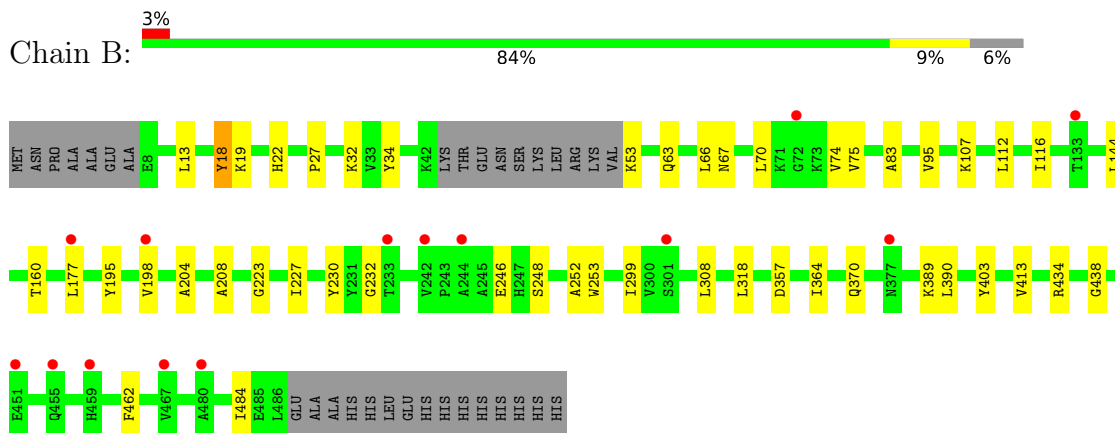 3%
Chain B:
84% 9% 6%
MET ASN PRO ALA ALA GLU ALA E8 L13 Y18 K19 H22 P27 K32 V33 Y34 K42 LYS THR GLU ASN SER LYS LEU ARG LYS VAL K53 Q63 L66 N67 L70 K71 G72 K73 V74 V75 A83 V95 K107 L112 I116 T133 L144
T160 L177 Y195 V198 A204 A208 G223 I227 Y230 Y231 G232 T233 V242 P243 A244 A245 E246 H247 S248 A252 W253 I299 V300 S301 L308 L318 D357 I364 Q370 N377 K389 L390 Y403 V413 R434 G438
E451 Q455 H459 F462 V467 A480 I484 E485 L486 GLU ALA ALA HIS HIS LEU GLU HIS HIS HIS HIS HIS HIS HIS